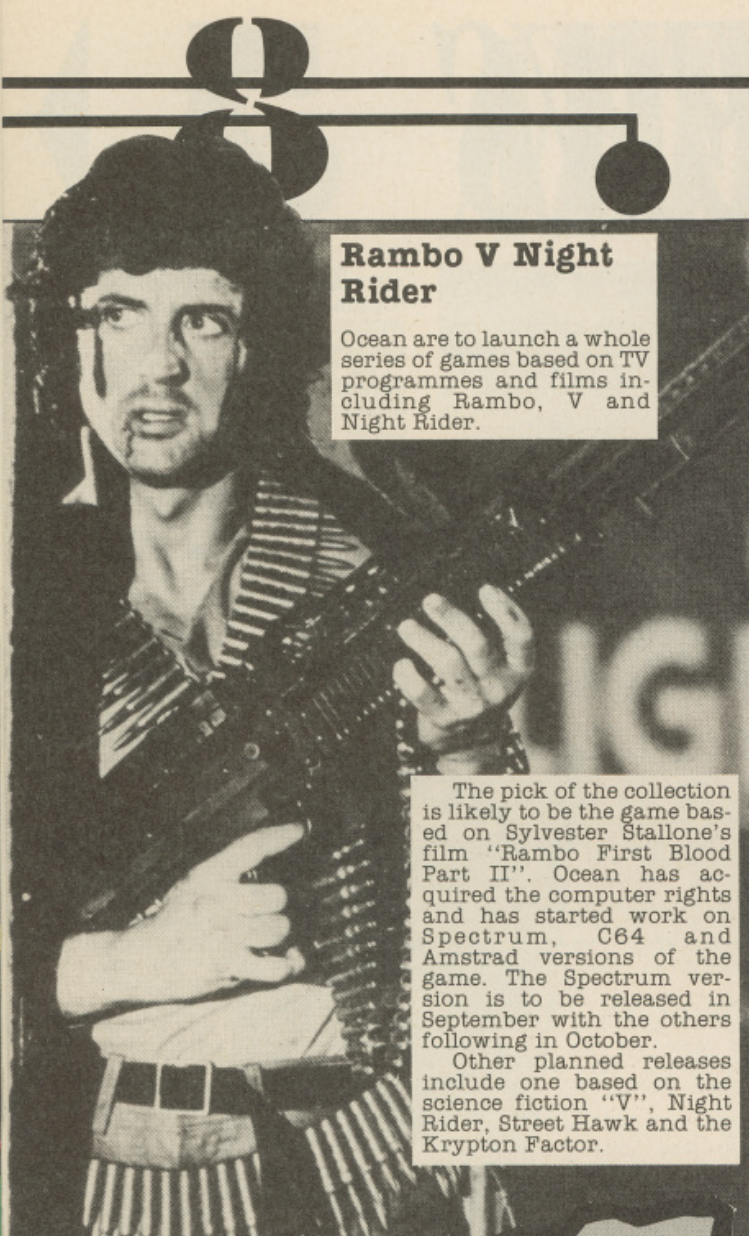 8
Rambo V Night
Rider
Ocean are to launch a whole
series of games based on TV
programmes and films in-
cluding Rambo, V and
Night Rider.
IGI
The pick of the collection
is likely to be the game bas-
ed on Sylvester Stallone's
film "Rambo First Blood
Part II". Ocean has ac-
quired the computer rights
and has started work on
Spectrum, C64 and
Amstrad versions of the
game. The Spectrum ver-
sion is to be released in
September with the others
following in October.
Other planned releases
include one based on the
science fiction "V", Night
Rider, Street Hawk and the
Krypton Factor.